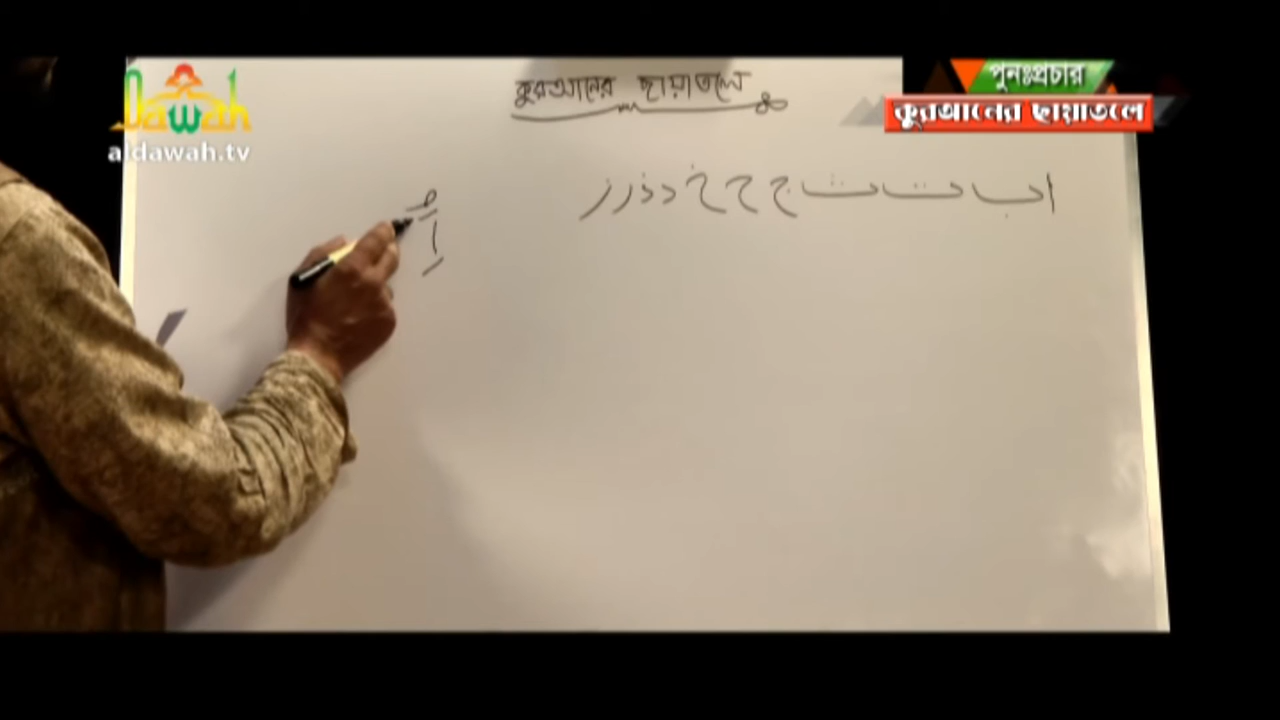 Dawah
aldawah.tv
পুনঃপ্রচার
কুরআনের ছায়াতলে
কুরআনের ছায়াতলে
ا ب ت ث ج ح خ د ذ ر ز